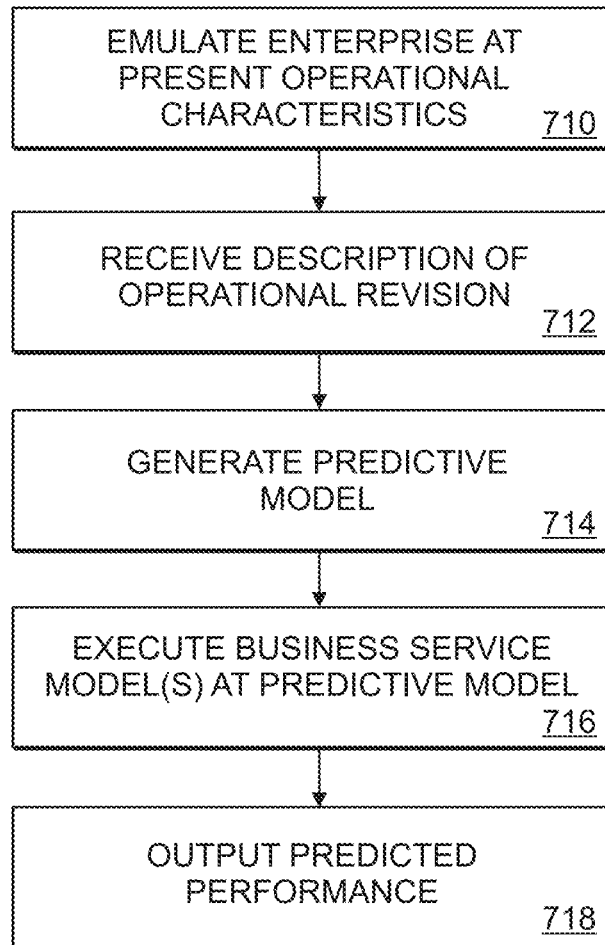 EMULATE ENTERPRISE AT
PRESENT OPERATIONAL
CHARACTERISTICS
710
RECEIVE DESCRIPTION OF
OPERATIONAL REVISION
712
GENERATE PREDICTIVE
MODEL
714
EXECUTE BUSINESS SERVICE
MODEL(S) AT PREDICTIVE MODEL
716
OUTPUT PREDICTED
PERFORMANCE
718